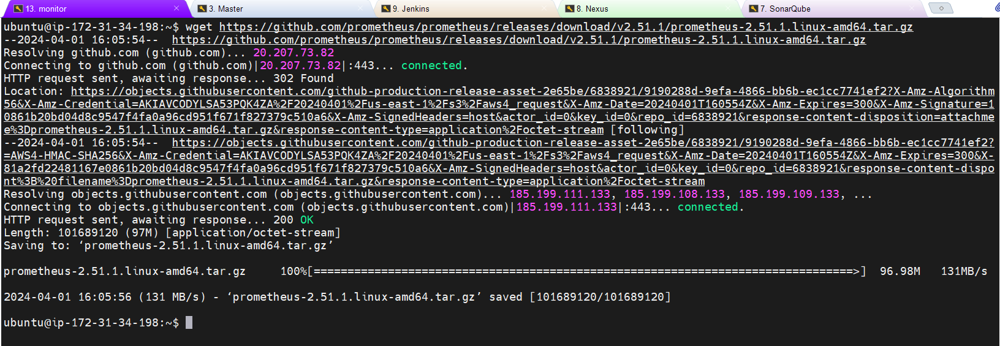 13. monitor
3. Master
9. Jenkins
8. Nexus
7. SonarQube
ubuntu@ip-172-31-34-198:~$ wget https://github.com/prometheus/prometheus/releases/download/v2.51.1/prometheus-2.51.1.linux-amd64.tar.gz
--2024-04-01 16:05:54--  https://github.com/prometheus/prometheus/releases/download/v2.51.1/prometheus-2.51.1.linux-amd64.tar.gz
Resolving github.com (github.com)... 20.207.73.82
Connecting to github.com (github.com)|20.207.73.82|:443... connected.
HTTP request sent, awaiting response... 302 Found
Location: https://objects.githubusercontent.com/github-production-release-asset-2e65be/6838921/9190288d-9efa-4866-bb6b-ec1cc7741ef2?X-Amz-Algorithm
56&X-Amz-Credential=AKIAVCODYLSA53PQK4ZA%2F20240401%2Fus-east-1%2Fs3%2Faws4_request&X-Amz-Date=20240401T160554Z&X-Amz-Expires=300&X-Amz-Signature=1
10861b20bd04d8c9547f4fa0a96cd951f671f827379c510a6&X-Amz-SignedHeaders=host&actor_id=0&key_id=0&repo_id=6838921&response-content-disposition=attachme
e%3Dprometheus-2.51.1.linux-amd64.tar.gz&response-content-type=application%2Foctet-stream [following]
--2024-04-01 16:05:54--  https://objects.githubusercontent.com/github-production-release-asset-2e65be/6838921/9190288d-9efa-4866-bb6b-ec1cc7741ef2?
=AWS4-HMAC-SHA256&X-Amz-Credential=AKIAVCODYLSA53PQK4ZA%2F20240401%2Fus-east-1%2Fs3%2Faws4_request&X-Amz-Date=20240401T160554Z&X-Amz-Expires=300&X-
81a2fd22481167e0861b20bd04d8c9547f4fa0a96cd951f671f827379c510a6&X-Amz-SignedHeaders=host&actor_id=0&key_id=0&repo_id=6838921&response-content-dispo
nt%3B%20filename%3Dprometheus-2.51.1.linux-amd64.tar.gz&response-content-type=application%2Foctet-stream
Resolving objects.githubusercontent.com (objects.githubusercontent.com)... 185.199.111.133, 185.199.108.133, 185.199.109.133, ...
Connecting to objects.githubusercontent.com (objects.githubusercontent.com)|185.199.111.133|:443... connected.
HTTP request sent, awaiting response... 200 OK
Length: 101689120 (97M) [application/octet-stream]
Saving to: ‘prometheus-2.51.1.linux-amd64.tar.gz’
prometheus-2.51.1.linux-amd64.tar.gz     100%[================================================================================>]  96.98M   131MB/s
2024-04-01 16:05:56 (131 MB/s) - ‘prometheus-2.51.1.linux-amd64.tar.gz’ saved [101689120/101689120]
ubuntu@ip-172-31-34-198:~$